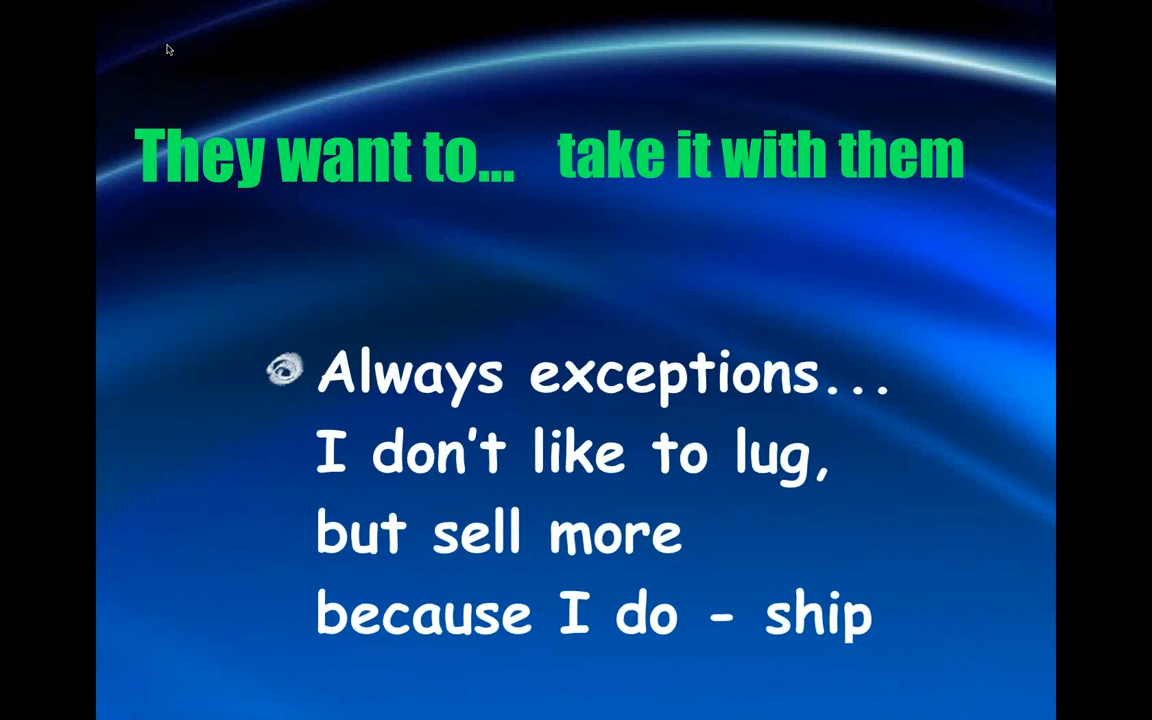 They want to... take it with them
Always exceptions...
I don't like to lug,
but sell more
because I do - ship